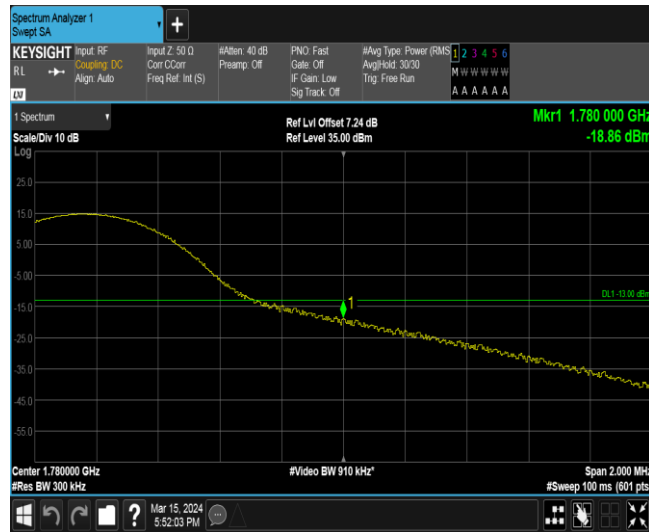 Spectrum Analyzer 1
Swept SA
+
KEYSIGHT
RL
LXI
Input: RF
Coupling: DC
Align: Auto
Input Z: 50 Ω
Corr CCorr
Freq Ref: Int (S)
#Atten: 40 dB
Preamp: Off
PNO: Fast
Gate: Off
IF Gain: Low
Sig Track: Off
#Avg Type: Power (RMS
Avg|Hold: 30/30
Trig: Free Run
1 2 3 4 5 6
M W W W W W
A A A A A A
1 Spectrum
Scale/Div 10 dB
Log
Ref Lvl Offset 7.24 dB
Ref Level 35.00 dBm
Mkr1 1.780 000 GHz
-18.86 dBm
25.0
15.0
5.00
-5.00
-15.0
-25.0
-35.0
-45.0
-55.0
1
DL1 -13.00 dBm
Center 1.780000 GHz
#Res BW 300 kHz
#Video BW 910 kHz*
Span 2.000 MHz
#Sweep 100 ms (601 pts
?
Mar 15, 2024
5:52:03 PM